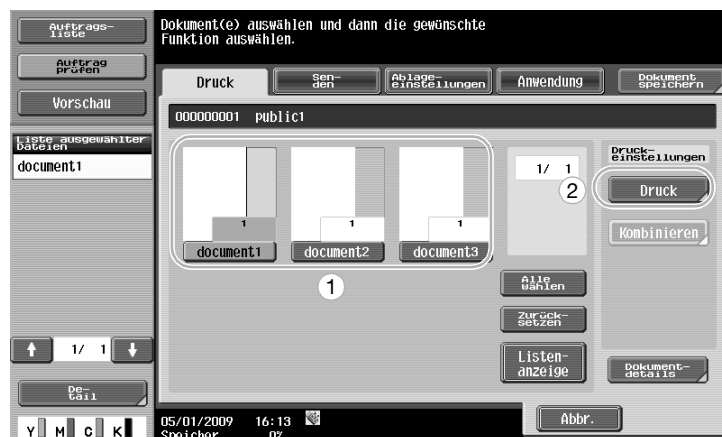 Auftrags-
liste
Auftrag
prüfen
Vorschau
Liste ausgewählter
Dateien
document1
1/ 1
De-
tail
Y M C K
Dokument(e) auswählen und dann die gewünschte
Funktion auswählen.
Druck
Sen-
den
Ablage-
einstellungen
Anwendung
Dokument
speichern
000000001 public1
1
document1
1
document2
1
document3
1
1/ 1
Alle
wählen
Zurück-
setzen
Listen-
anzeige
Druck-
einstellungen
2
Druck
Kombinieren
Dokument-
details
Abbr.
05/01/2009 16:13
Speicher 0%